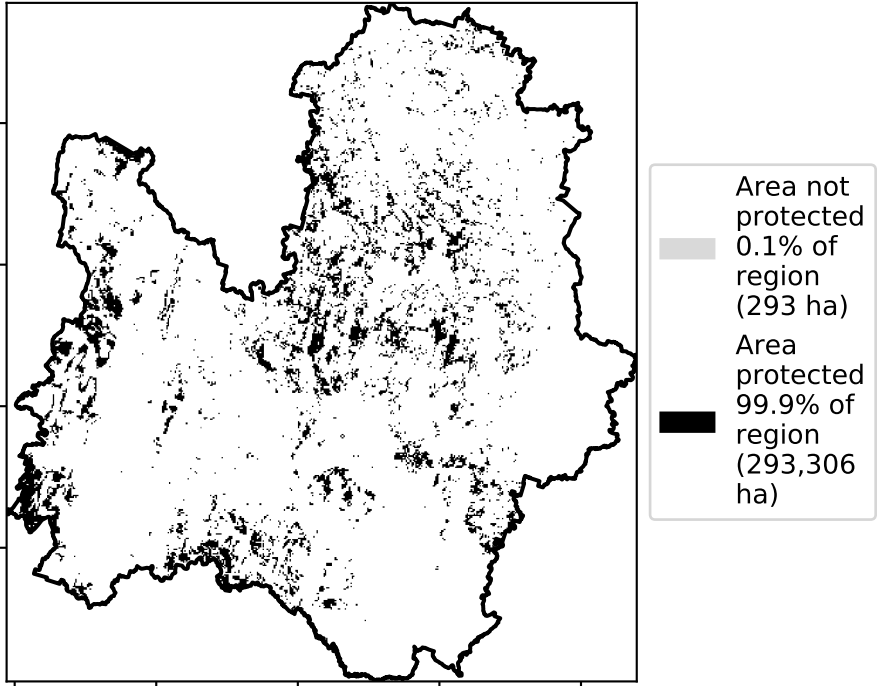 Area not
protected
0.1% of
region
(293 ha)
Area
protected
99.9% of
region
(293,306
ha)